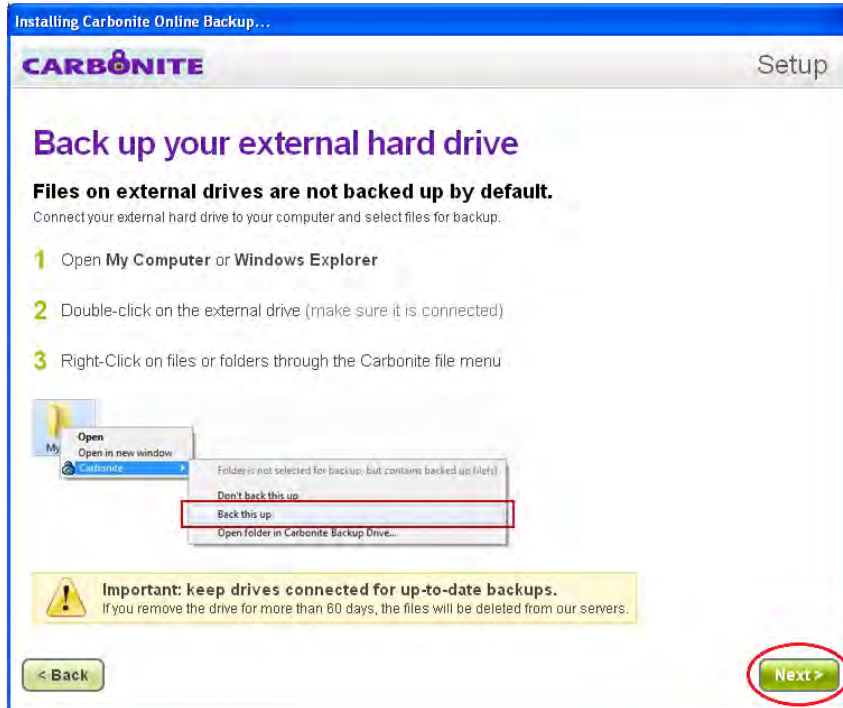 Installing Carbonite Online Backup...
CARBONITE
Setup
Back up your external hard drive
Files on external drives are not backed up by default.
Connect your external hard drive to your computer and select files for backup.
1 Open My Computer or Windows Explorer
2 Double-click on the external drive (make sure it is connected)
3 Right-Click on files or folders through the Carbonite file menu
My
Open
Open in new window
Carbonite
Folder is not selected for backup, but contains backed up file(s)
Don't back this up
Back this up
Open folder in Carbonite Backup Drive...
Important: keep drives connected for up-to-date backups.
If you remove the drive for more than 60 days, the files will be deleted from our servers.
< Back
Next >